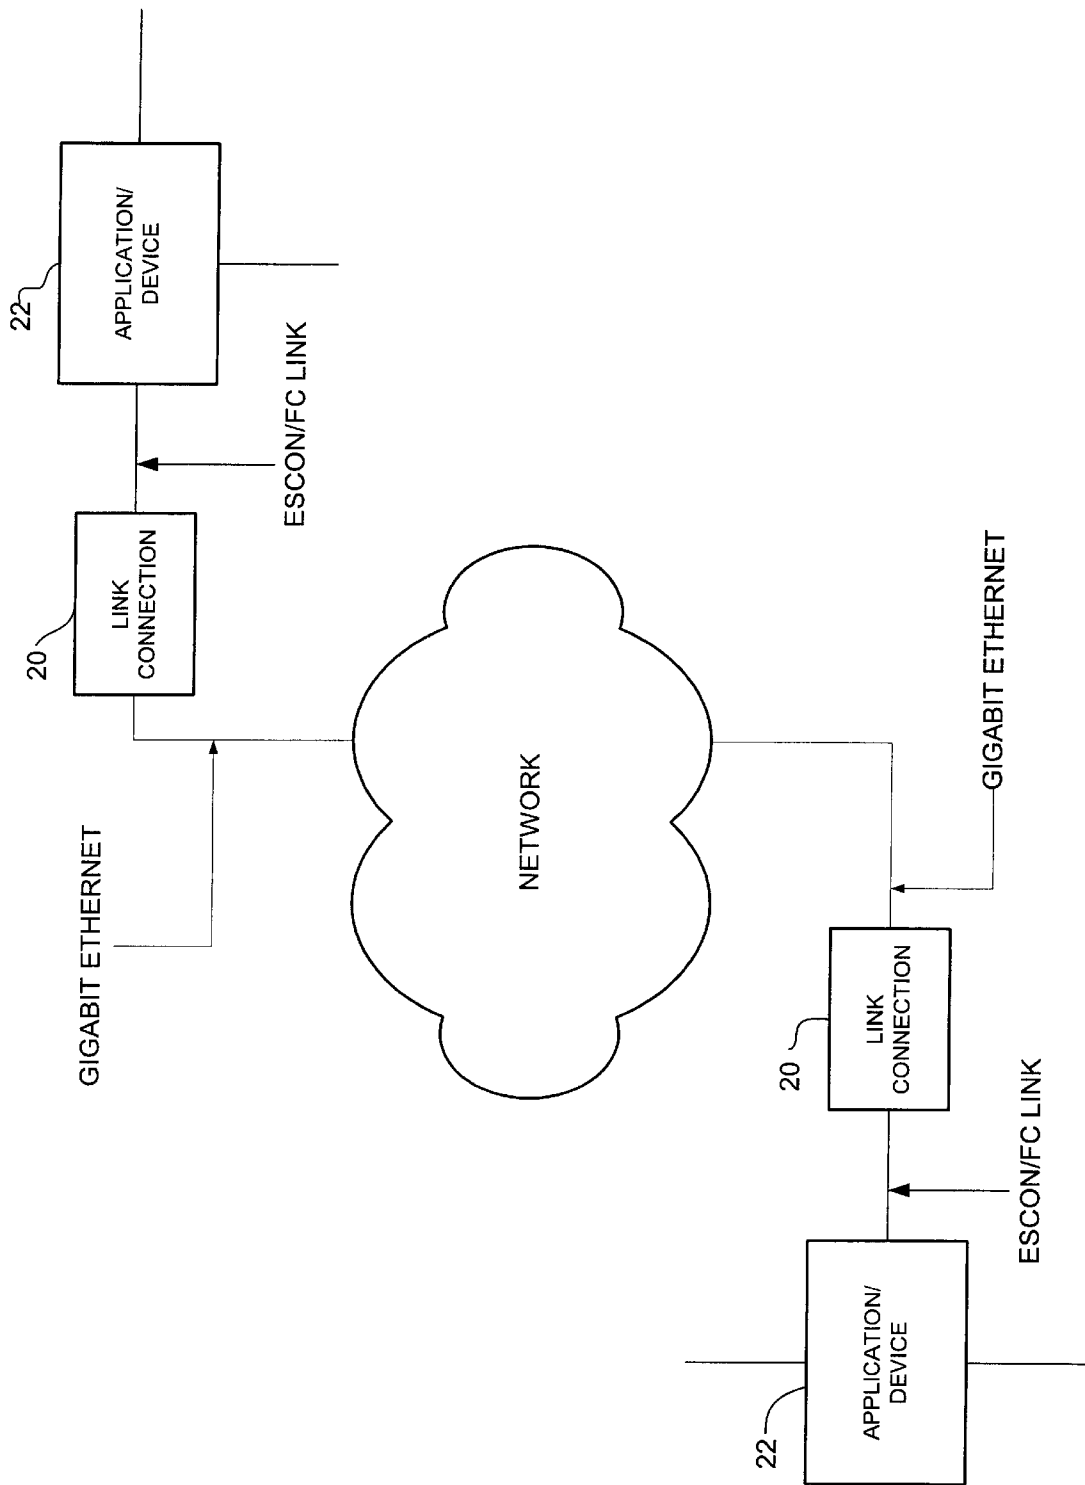 22
APPLICATION/
DEVICE
ESCON/FC LINK
20
LINK
CONNECTION
GIGABIT ETHERNET
NETWORK
GIGABIT ETHERNET
20
LINK
CONNECTION
ESCON/FC LINK
22
APPLICATION/
DEVICE